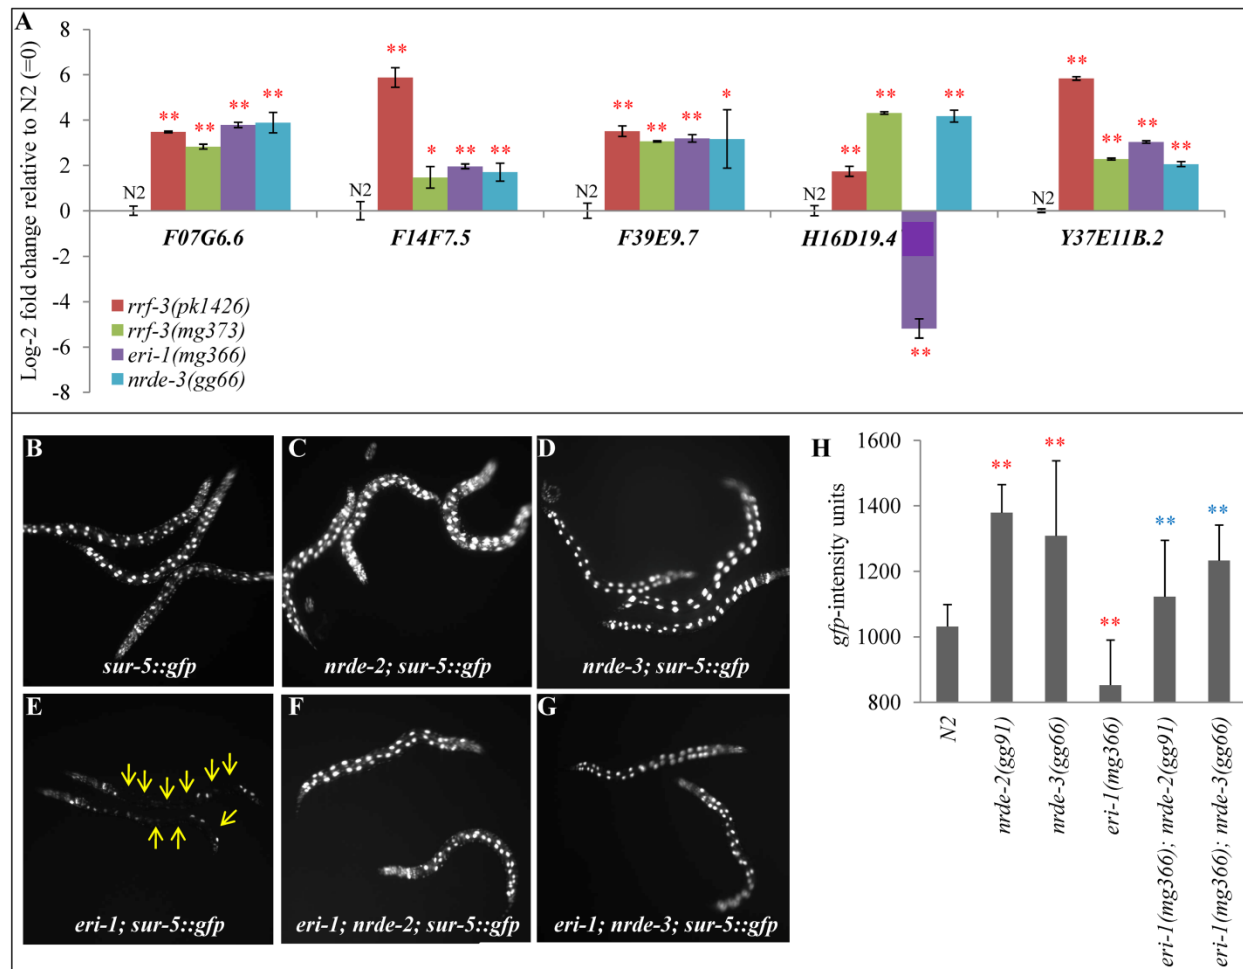 A
Log-2 fold change relative to N2 (=0)
8
6
4
2
0
-2
-4
-6
-8
** ** ** **
** * ** **
** ** ** *
** ** ** **
** ** ** **
N2 N2 N2 N2 N2
F07G6.6 F14F7.5 F39E9.7 H16D19.4 Y37E11B.2
rrf-3(pk1426)
rrf-3(mg373)
eri-1(mg366)
nrde-3(gg66)
B
sur-5::gfp
C
nrde-2; sur-5::gfp
D
nrde-3; sur-5::gfp
E
eri-1; sur-5::gfp
F
eri-1; nrde-2; sur-5::gfp
G
eri-1; nrde-3; sur-5::gfp
H
gfp-intensity units
1600
1400
1200
1000
800
** ** ** ** **
N2
nrde-2(gg91)
nrde-3(gg66)
eri-1(mg366)
eri-1(mg366); nrde-2(gg91)
eri-1(mg366); nrde-3(gg66)